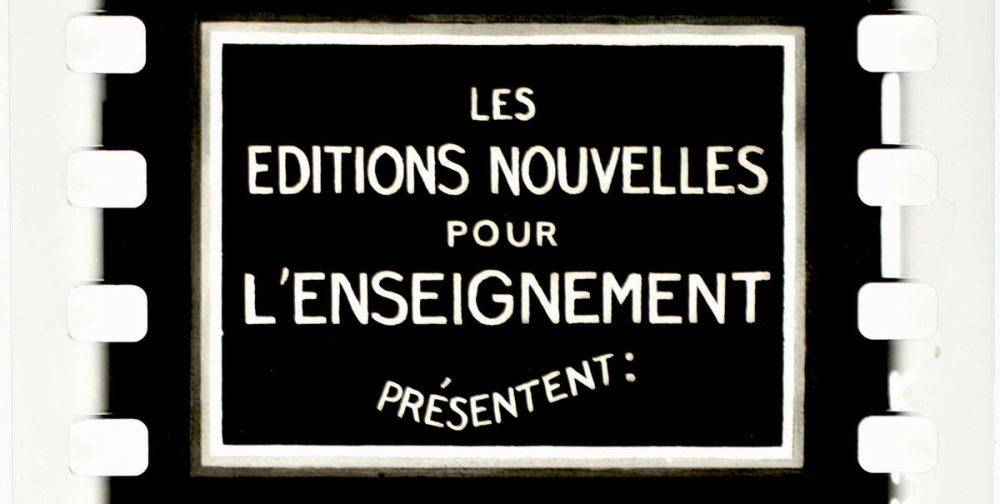 LES
EDITIONS NOUVELLES
POUR
L'ENSEIGNEMENT
PRÉSENTENT :